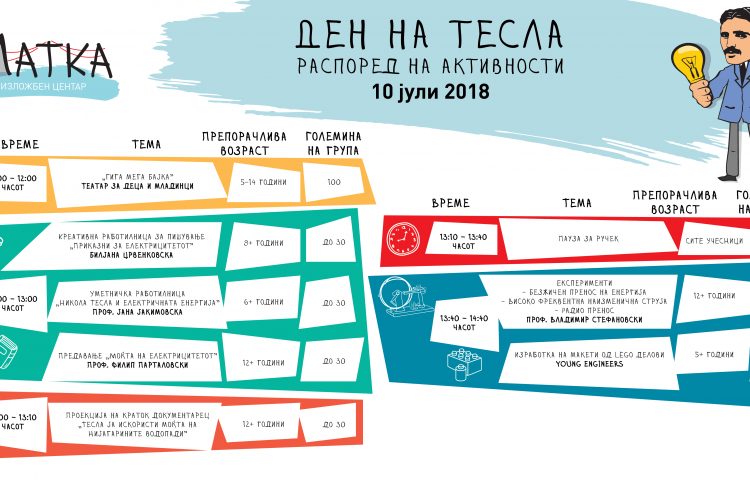 МАТКА
ИЗЛОЖБЕН ЦЕНТАР
ДЕН НА ТЕСЛА
РАСПОРЕД НА АКТИВНОСТИ
10 јули 2018
ВРЕМЕ
ТЕМА
ПРЕПОРАЧЛИВА
ВОЗРАСТ
ГОЛЕМИНА
НА ГРУПА
00 – 12:00
ЧАСОТ
„ГИГА МЕГА БАЈКА“
ТЕАТАР ЗА ДЕЦА И МЛАДИНЦИ
5-14 ГОДИНИ
100
КРЕАТИВНА РАБОТИЛНИЦА ЗА ПИШУВАЊЕ
„ПРИКАЗНИ ЗА ЕЛЕКТРИЦИТЕТОТ“
БИЛЈАНА ЦРВЕНКОВСКА
8+ ГОДИНИ
ДО 30
00 – 13:00
ЧАСОТ
УМЕТНИЧКА РАБОТИЛНИЦА
„НИКОЛА ТЕСЛА И ЕЛЕКТРИЧНАТА ЕНЕРГИЈА“
ПРОФ. ЈАНА ЈАКИМОВСКА
6+ ГОДИНИ
ДО 30
ПРЕДАВАЊЕ „МОЌТА НА ЕЛЕКТРИЦИТЕТОТ“
ПРОФ. ФИЛИП ПАРТАЛОВСКИ
12+ ГОДИНИ
ДО 30
00 – 13:10
ЧАСОТ
ПРОЕКЦИЈА НА КРАТОК ДОКУМЕНТАРЕЦ
„ТЕСЛА ЈА ИСКОРИСТИ МОЌТА НА
НИЈАГАРИНИТЕ ВОДОПАДИ“
12+ ГОДИНИ
ДО 30
ВРЕМЕ
ТЕМА
ПРЕПОРАЧЛИВА
ВОЗРАСТ
ГОЛЕ
НА
13:10 – 13:40
ЧАСОТ
ПАУЗА ЗА РУЧЕК
СИТЕ УЧЕСНИЦИ
13:40 – 14:40
ЧАСОТ
ЕКСПЕРИМЕНТИ
- БЕЗЖИЧЕН ПРЕНОС НА ЕНЕРГИЈА
- ВИСОКО ФРЕКВЕНТНА НАИЗМЕНИЧНА СТРУЈА
- РАДИО ПРЕНОС
ПРОФ. ВЛАДИМИР СТЕФАНОВСКИ
12+ ГОДИНИ
ИЗРАБОТКА НА МАКЕТИ ОД LEGO ДЕЛОВИ
YOUNG ENGINEERS
5+ ГОДИНИ